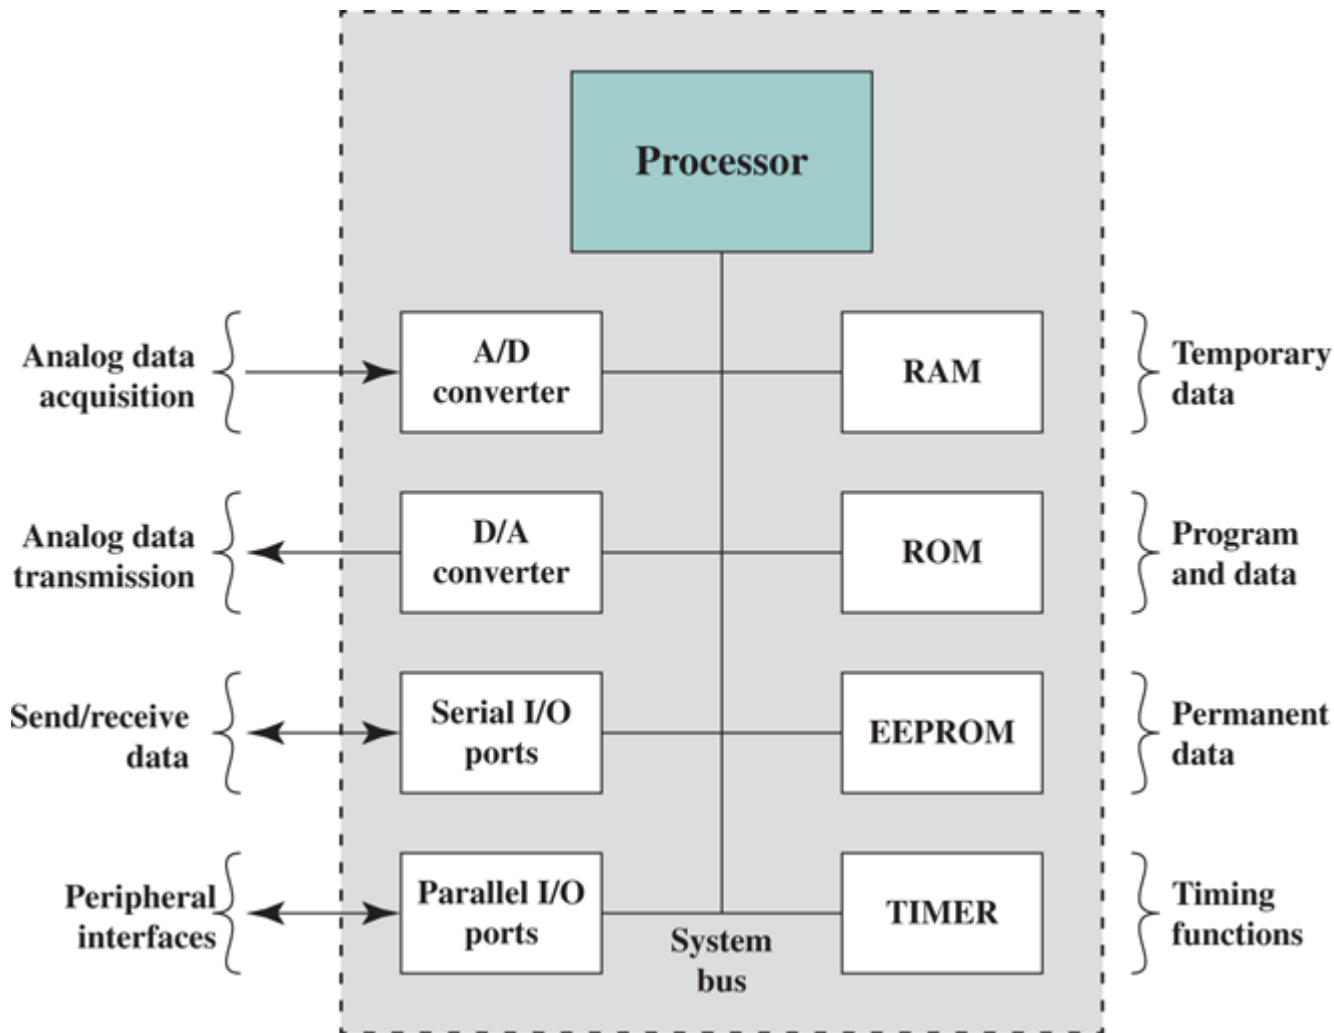 Processor
Analog data
acquisition
A/D
converter
RAM
Temporary
data
Analog data
transmission
D/A
converter
ROM
Program
and data
Send/receive
data
Serial I/O
ports
EEPROM
Permanent
data
Peripheral
interfaces
Parallel I/O
ports
System
bus
TIMER
Timing
functions